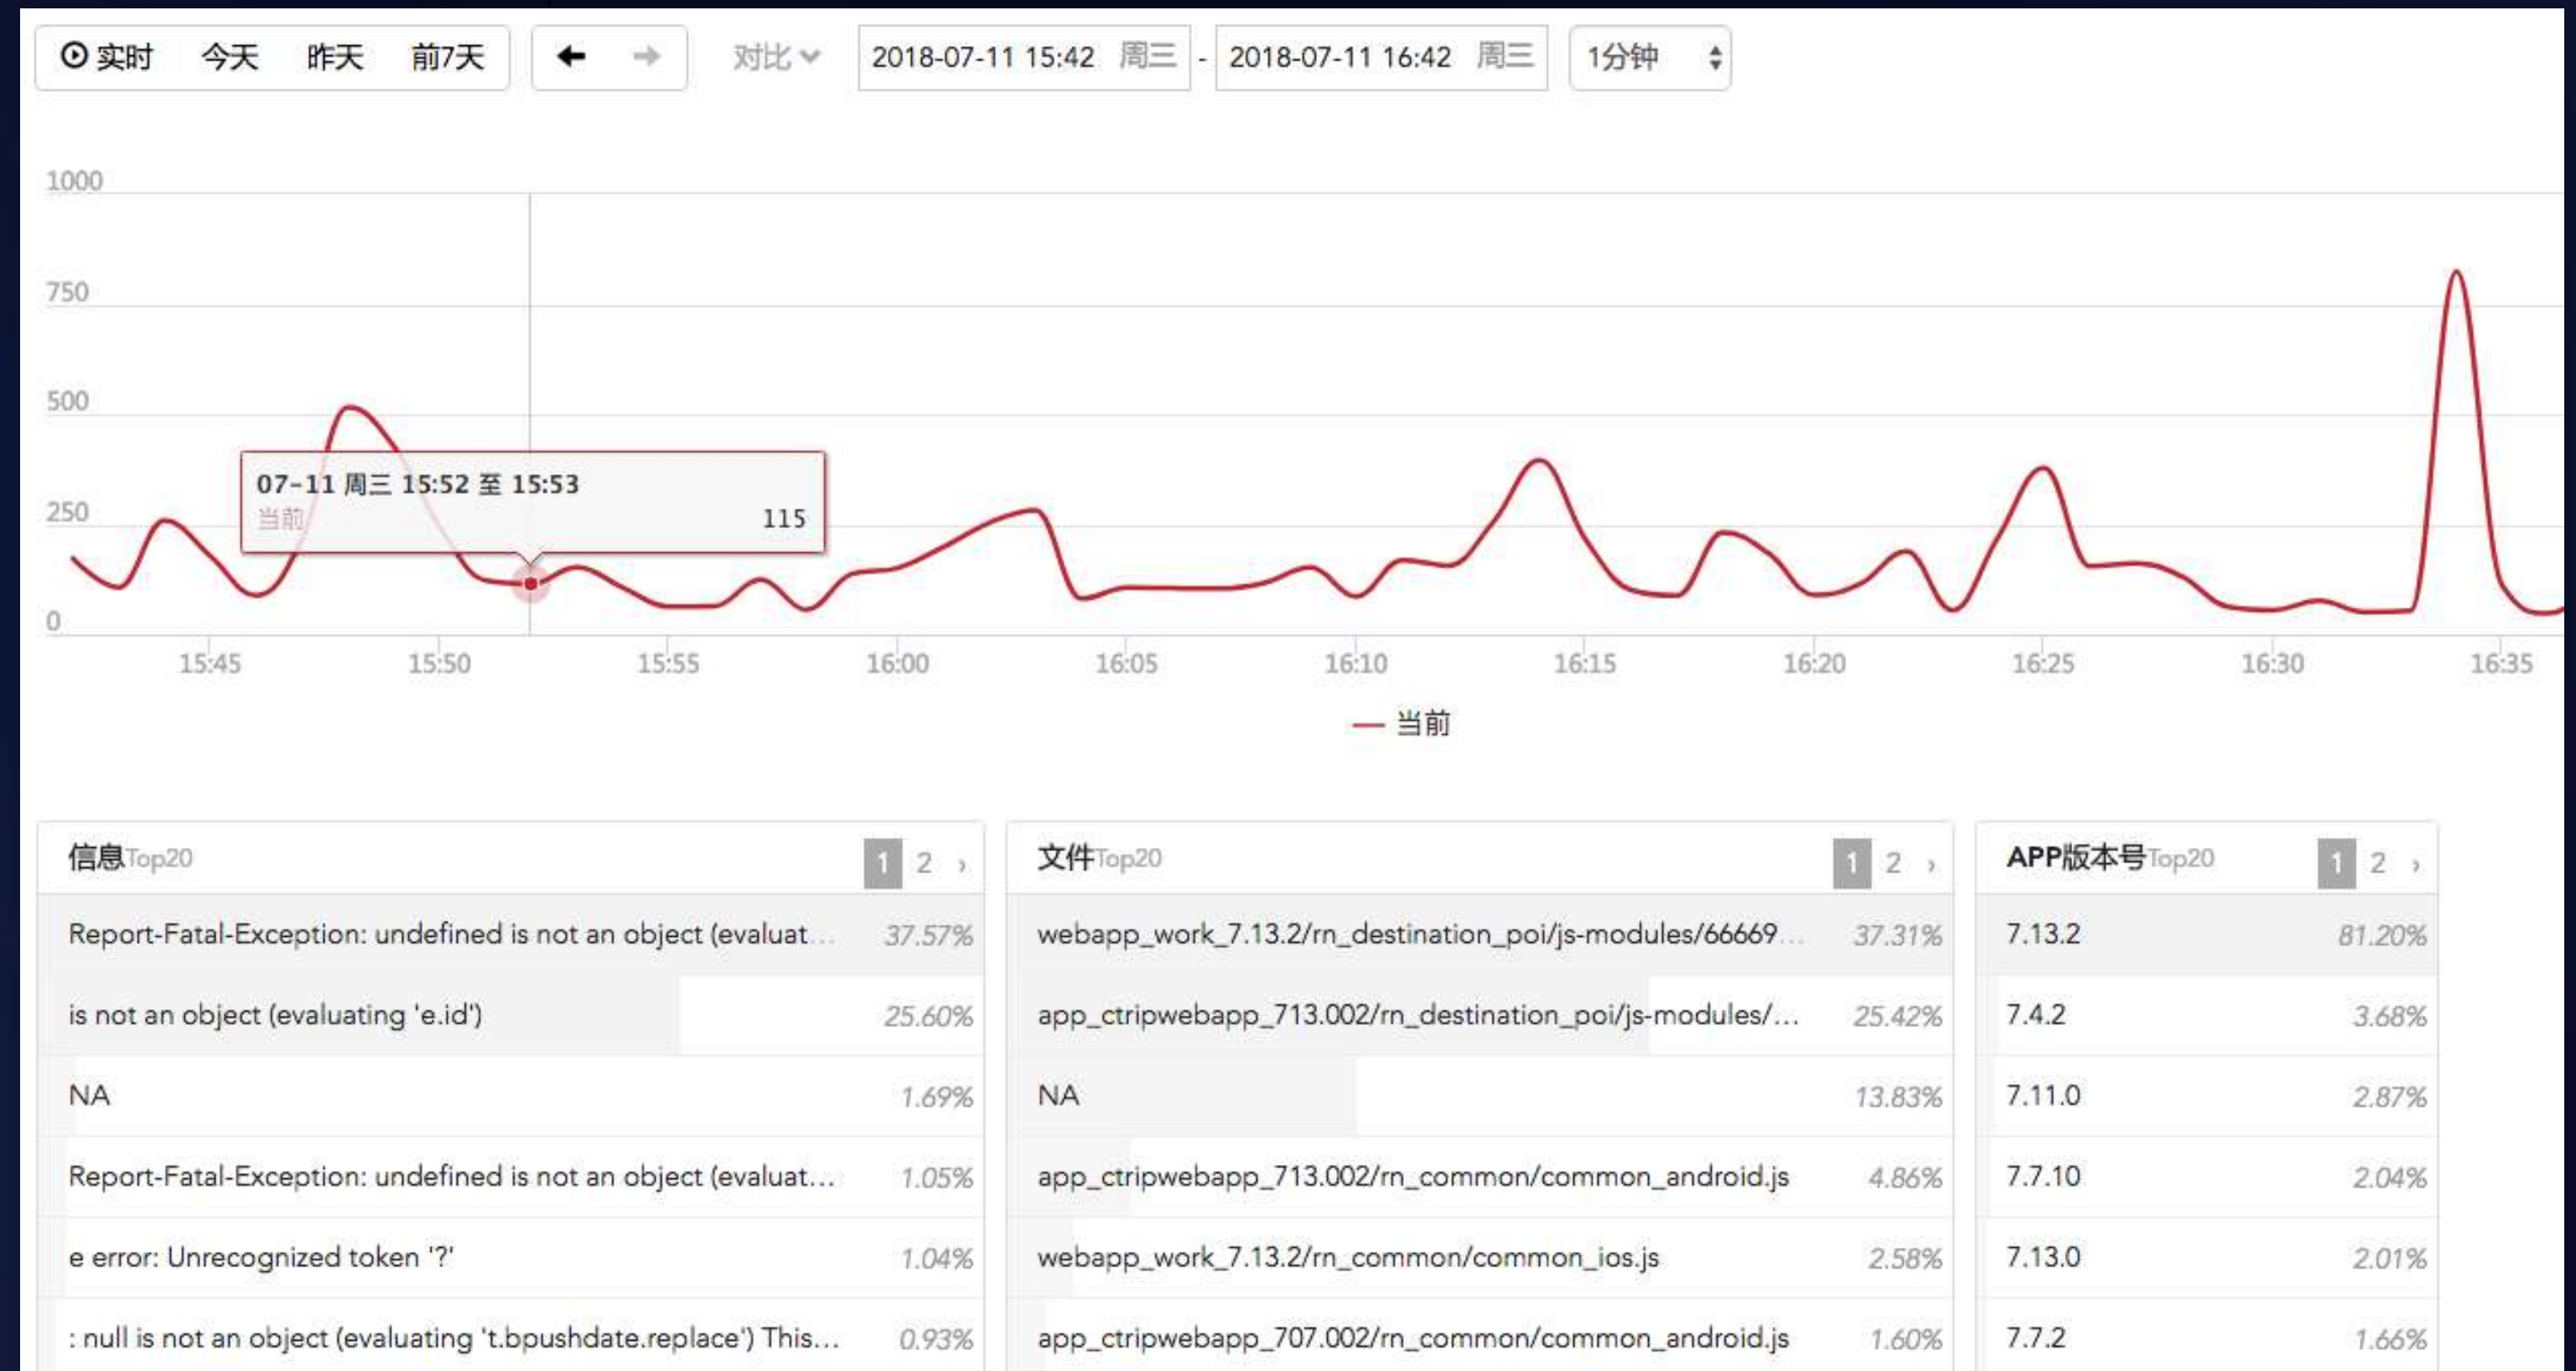 实时 今天 昨天 前7天 对比 2018-07-11 15:42 周三 - 2018-07-11 16:42 周三 1分钟
1000
750
500
250
0
07-11 周三 15:52 至 15:53
当前 115
15:45 15:50 15:55 16:00 16:05 16:10 16:15 16:20 16:25 16:30 16:35
当前
信息Top20 1 2 ›
Report-Fatal-Exception: undefined is not an object (evaluat... 37.57%
is not an object (evaluating 'e.id') 25.60%
NA 1.69%
Report-Fatal-Exception: undefined is not an object (evaluat... 1.05%
e error: Unrecognized token '?' 1.04%
: null is not an object (evaluating 't.bpushdate.replace') This... 0.93%
文件Top20 1 2 ›
webapp_work_7.13.2/rn_destination_poi/js-modules/66669... 37.31%
app_ctripwebapp_713.002/rn_destination_poi/js-modules/... 25.42%
NA 13.83%
app_ctripwebapp_713.002/rn_common/common_android.js 4.86%
webapp_work_7.13.2/rn_common/common_ios.js 2.58%
app_ctripwebapp_707.002/rn_common/common_android.js 1.60%
APP版本号Top20 1 2 ›
7.13.2 81.20%
7.4.2 3.68%
7.11.0 2.87%
7.7.10 2.04%
7.13.0 2.01%
7.7.2 1.66%